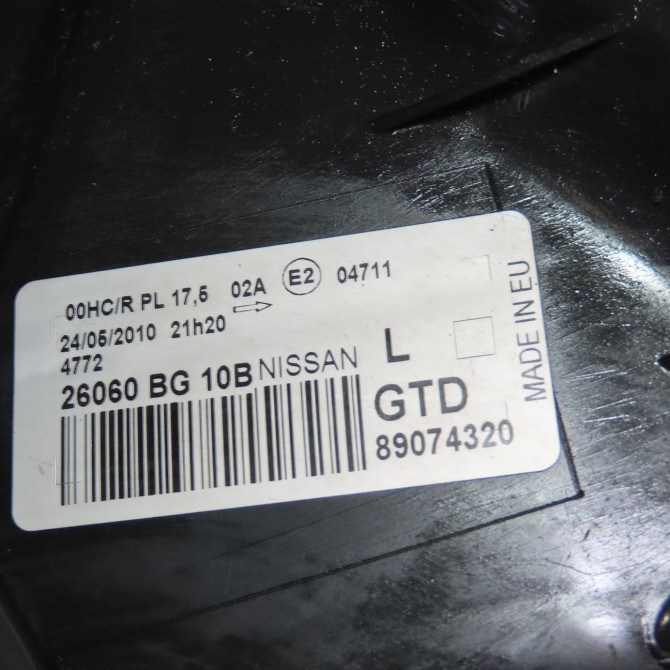 00HC/R PL 17,5 02A E2 04711
24/05/2010 21h20
4772
26060 BG 10B NISSAN L
GTD
89074320
MADE IN EU